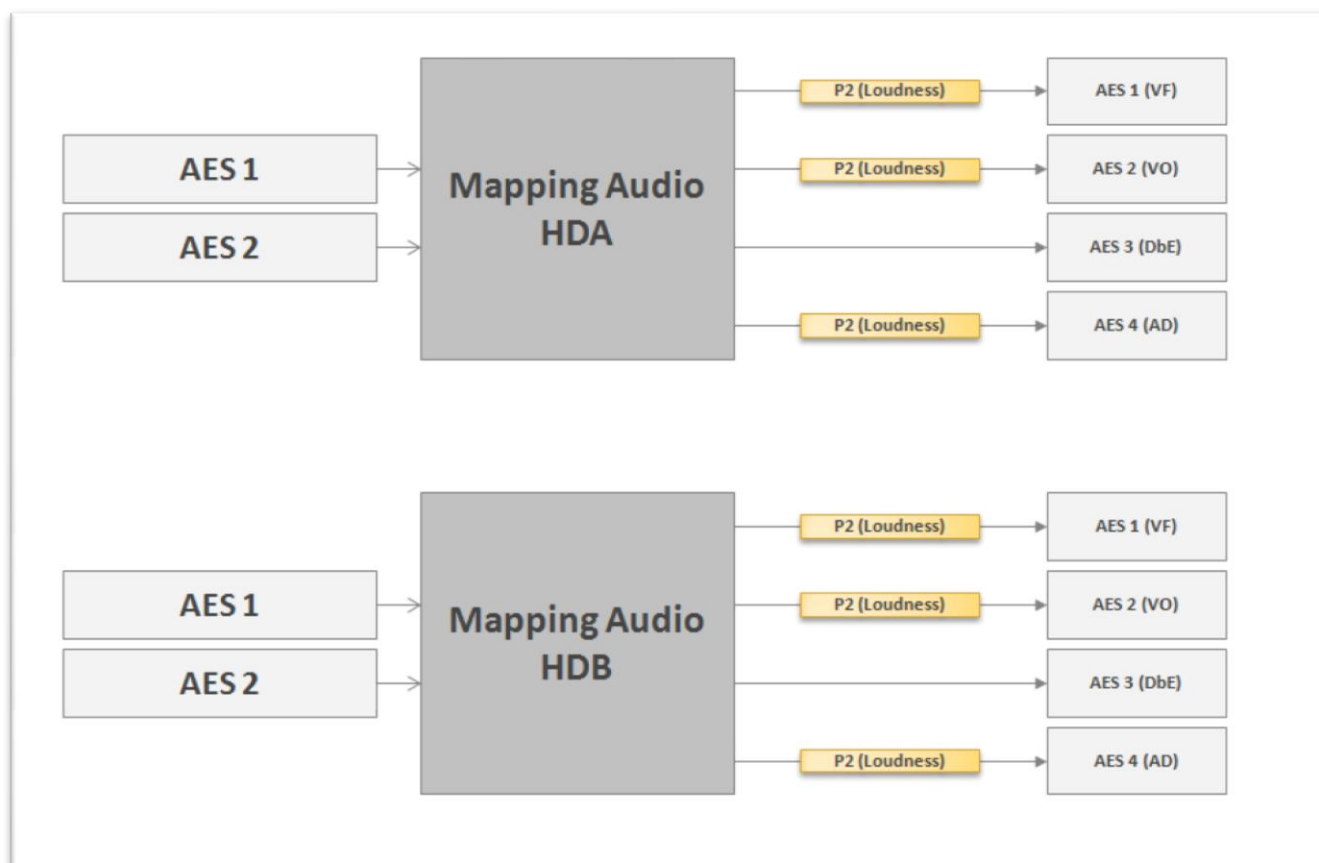 P2 (Loudness)
AES 1 (VF)
AES 1
P2 (Loudness)
AES 2 (VO)
Mapping Audio
HDA
AES 2
AES 3 (DbE)
P2 (Loudness)
AES 4 (AD)
P2 (Loudness)
AES 1 (VF)
AES 1
P2 (Loudness)
AES 2 (VO)
Mapping Audio
HDB
AES 2
AES 3 (DbE)
P2 (Loudness)
AES 4 (AD)